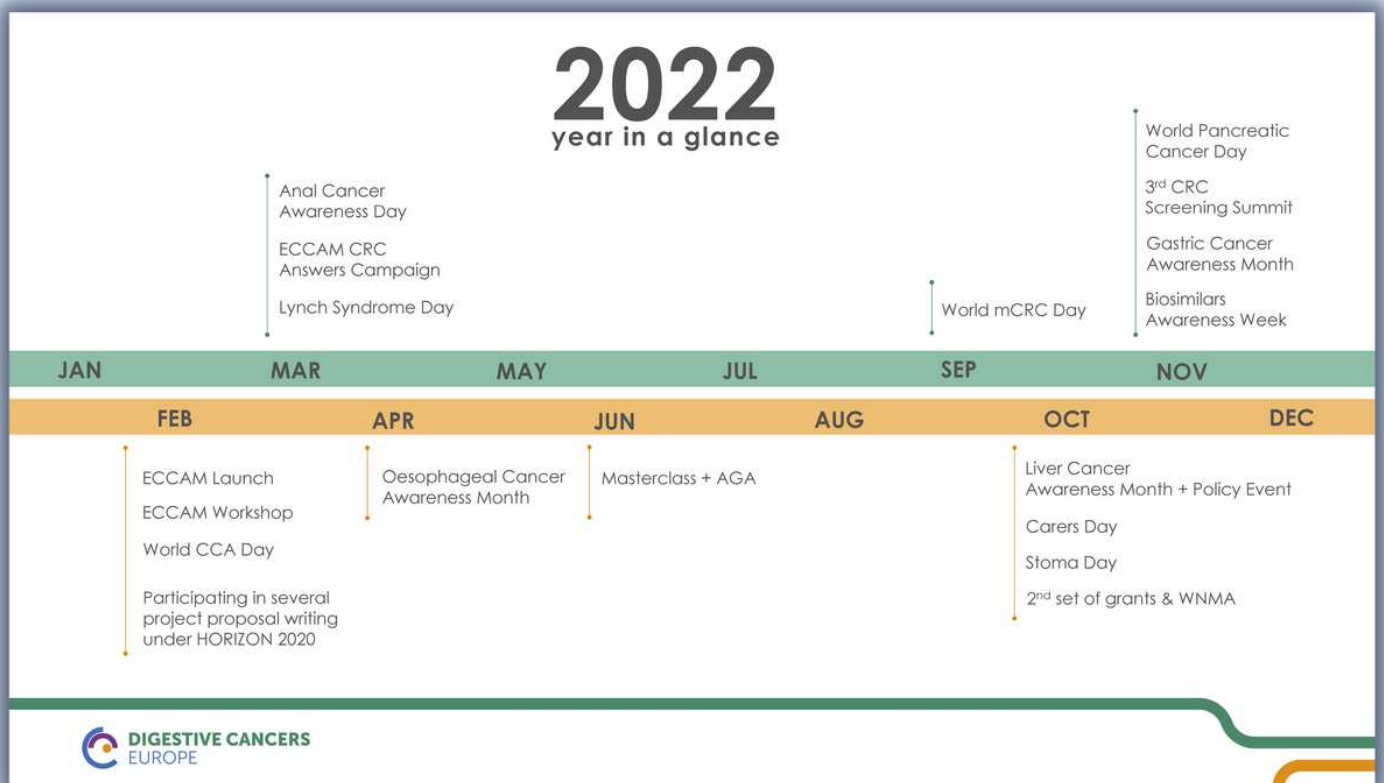 2022
year in a glance
Anal Cancer
Awareness Day
ECCAM CRC
Answers Campaign
Lynch Syndrome Day
World mCRC Day
World Pancreatic
Cancer Day
3rd CRC
Screening Summit
Gastric Cancer
Awareness Month
Biosimilars
Awareness Week
JAN MAR MAY JUL SEP NOV
FEB APR JUN AUG OCT DEC
ECCAM Launch
ECCAM Workshop
World CCA Day
Participating in several
project proposal writing
under HORIZON 2020
Oesophageal Cancer
Awareness Month
Masterclass + AGA
Liver Cancer
Awareness Month + Policy Event
Carers Day
Stoma Day
2nd set of grants & WNMA
DIGESTIVE CANCERS
EUROPE